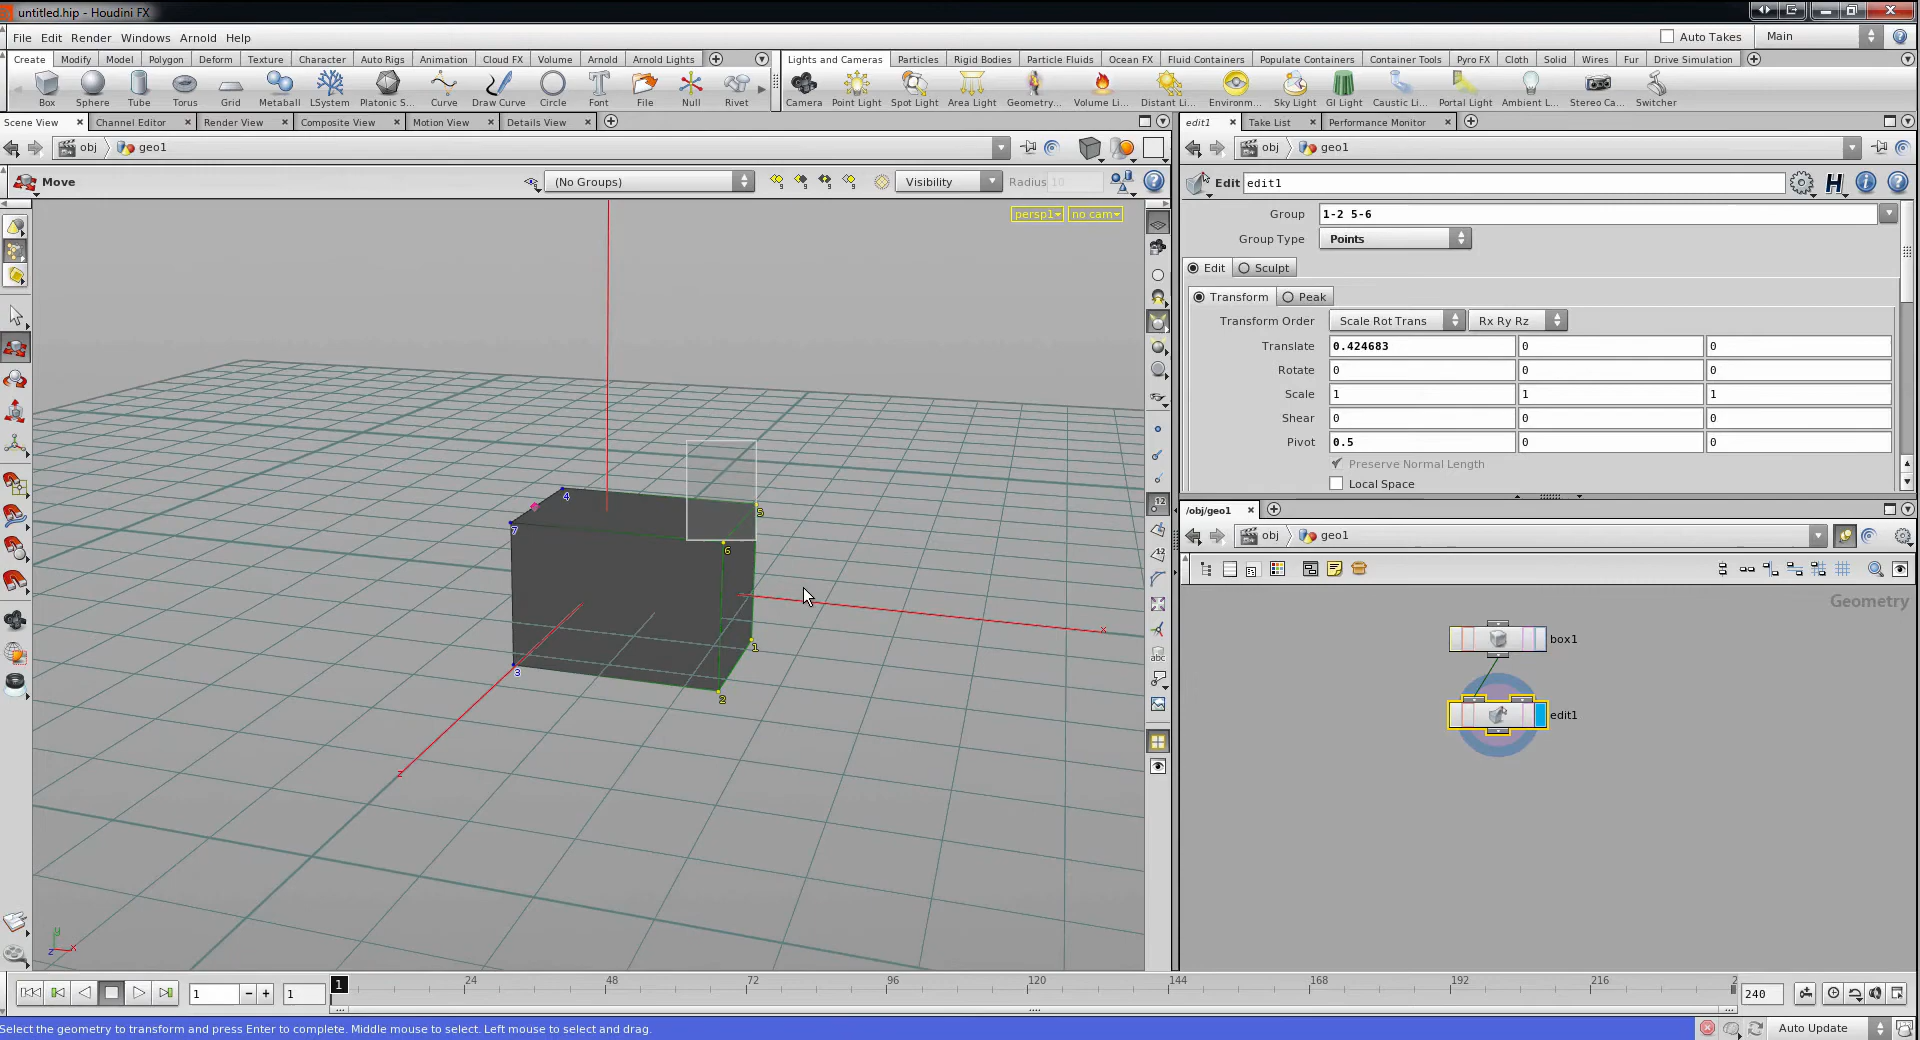 untitled.hip - Houdini FX
File Edit Render Windows Arnold Help
Auto Takes Main
Create Modify Model Polygon Deform Texture Character Auto Rigs Animation Cloud FX Volume Arnold Arnold Lights
Lights and Cameras Particles Rigid Bodies Particle Fluids Ocean FX Fluid Containers Populate Containers Container Tools Pyro FX Cloth Solid Wires Fur Drive Simulation
Box Sphere Tube Torus Grid Metaball LSystem Platonic S... Curve Draw Curve Circle Font File Null Rivet
Camera Point Light Spot Light Area Light Geometry... Volume Li... Distant Li... Environm... Sky Light GI Light Caustic Li... Portal Light Ambient L... Stereo Ca... Switcher
Scene View Channel Editor Render View Composite View Motion View Details View
edit1 Take List Performance Monitor
obj geo1
obj geo1
Move (No Groups) Visibility Radius 10
Edit edit1
persp1 no cam
Group 1-2 5-6
Group Type Points
Edit Sculpt
Transform Peak
Transform Order Scale Rot Trans Rx Ry Rz
Translate 0.424683 0 0
Rotate 0 0 0
Scale 1 1 1
Shear 0 0 0
Pivot 0.5 0 0
Preserve Normal Length
Local Space
/obj/geo1
obj geo1
Geometry
box1
edit1
4
5
7
6
1
3
2
x
z
y
z x
12
12
abc
1 1 1 24 48 72 96 120 144 168 192 216 2 240
Select the geometry to transform and press Enter to complete. Middle mouse to select. Left mouse to select and drag.
Auto Update